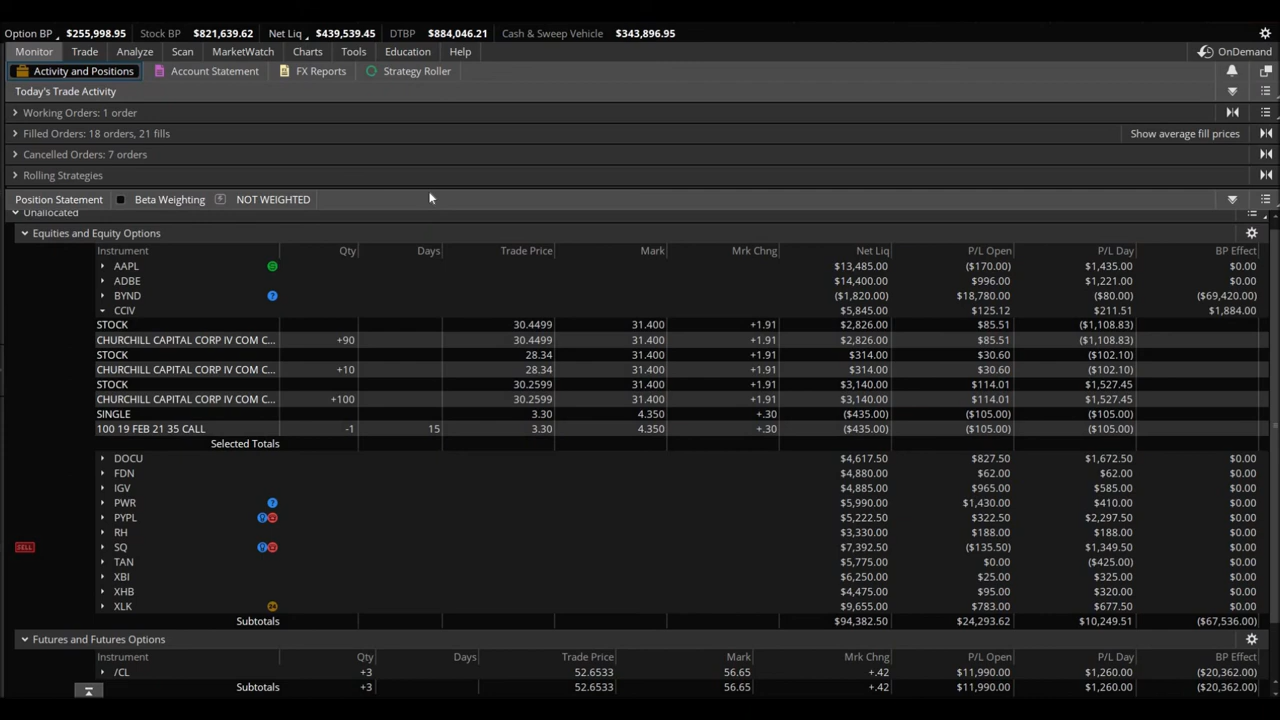 Option BP $255,998.95 Stock BP $821,639.62 Net Liq $439,539.45 DTBP $884,046.21 Cash & Sweep Vehicle $343,896.95
Monitor Trade Analyze Scan MarketWatch Charts Tools Education Help OnDemand
Activity and Positions Account Statement FX Reports Strategy Roller
Today's Trade Activity
Working Orders: 1 order
Filled Orders: 18 orders, 21 fills Show average fill prices
Cancelled Orders: 7 orders
Rolling Strategies
Position Statement Beta Weighting NOT WEIGHTED
Unallocated
Equities and Equity Options
Instrument Qty Days Trade Price Mark Mrk Chng Net Liq P/L Open P/L Day BP Effect
AAPL $13,485.00 ($170.00) $1,435.00 $0.00
ADBE $14,400.00 $996.00 $1,221.00 $0.00
BYND ($1,820.00) $18,780.00 ($80.00) ($69,420.00)
CCIV $5,845.00 $125.12 $211.51 $1,884.00
STOCK 30.4499 31.400 +1.91 $2,826.00 $85.51 ($1,108.83)
CHURCHILL CAPITAL CORP IV COM C... +90 30.4499 31.400 +1.91 $2,826.00 $85.51 ($1,108.83)
STOCK 28.34 31.400 +1.91 $314.00 $30.60 ($102.10)
CHURCHILL CAPITAL CORP IV COM C... +10 28.34 31.400 +1.91 $314.00 $30.60 ($102.10)
STOCK 30.2599 31.400 +1.91 $3,140.00 $114.01 $1,527.45
CHURCHILL CAPITAL CORP IV COM C... +100 30.2599 31.400 +1.91 $3,140.00 $114.01 $1,527.45
SINGLE 3.30 4.350 +.30 ($435.00) ($105.00) ($105.00)
100 19 FEB 21 35 CALL -1 15 3.30 4.350 +.30 ($435.00) ($105.00) ($105.00)
Selected Totals
DOCU $4,617.50 $827.50 $1,672.50 $0.00
FDN $4,880.00 $62.00 $62.00 $0.00
IGV $4,885.00 $965.00 $585.00 $0.00
PWR $5,990.00 $1,430.00 $410.00 $0.00
PYPL $5,222.50 $322.50 $2,297.50 $0.00
RH $3,330.00 $188.00 $188.00 $0.00
SELL SQ $7,392.50 ($135.50) $1,349.50 $0.00
TAN $5,775.00 $0.00 ($425.00) $0.00
XBI $6,250.00 $25.00 $325.00 $0.00
XHB $4,475.00 $95.00 $335.00 $0.00
XLK $9,655.00 $783.00 $677.50 $0.00
Subtotals $94,382.50 $24,293.62 $10,249.51 ($67,536.00)
Futures and Futures Options
Instrument Qty Days Trade Price Mark Mrk Chng P/L Open P/L Day BP Effect
/CL +3 52.6533 56.65 +.42 $11,990.00 $1,260.00 ($20,362.00)
Subtotals +3 52.6533 56.65 +.42 $11,990.00 $1,260.00 ($20,362.00)